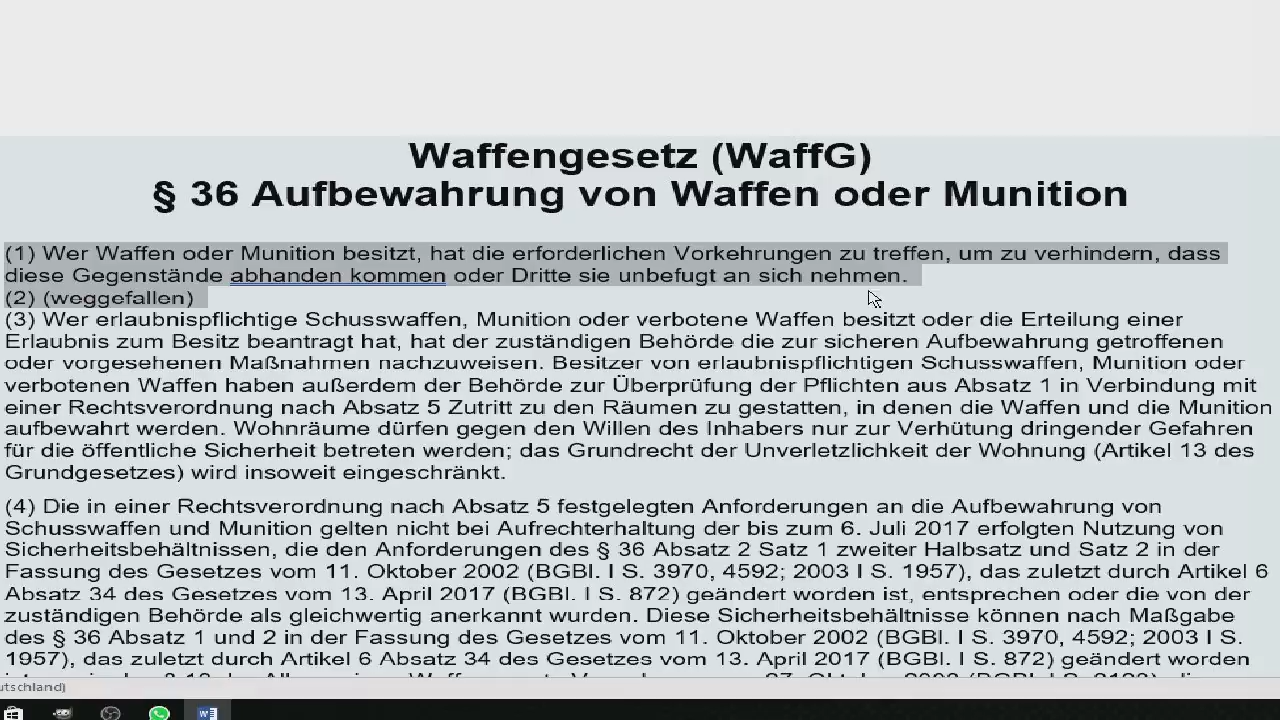 Waffengesetz (WaffG)
§ 36 Aufbewahrung von Waffen oder Munition
(1) Wer Waffen oder Munition besitzt, hat die erforderlichen Vorkehrungen zu treffen, um zu verhindern, dass
diese Gegenstände abhanden kommen oder Dritte sie unbefugt an sich nehmen.
(2) (weggefallen)
(3) Wer erlaubnispflichtige Schusswaffen, Munition oder verbotene Waffen besitzt oder die Erteilung einer
Erlaubnis zum Besitz beantragt hat, hat der zuständigen Behörde die zur sicheren Aufbewahrung getroffenen
oder vorgesehenen Maßnahmen nachzuweisen. Besitzer von erlaubnispflichtigen Schusswaffen, Munition oder
verbotenen Waffen haben außerdem der Behörde zur Überprüfung der Pflichten aus Absatz 1 in Verbindung mit
einer Rechtsverordnung nach Absatz 5 Zutritt zu den Räumen zu gestatten, in denen die Waffen und die Munition
aufbewahrt werden. Wohnräume dürfen gegen den Willen des Inhabers nur zur Verhütung dringender Gefahren
für die öffentliche Sicherheit betreten werden; das Grundrecht der Unverletzlichkeit der Wohnung (Artikel 13 des
Grundgesetzes) wird insoweit eingeschränkt.
(4) Die in einer Rechtsverordnung nach Absatz 5 festgelegten Anforderungen an die Aufbewahrung von
Schusswaffen und Munition gelten nicht bei Aufrechterhaltung der bis zum 6. Juli 2017 erfolgten Nutzung von
Sicherheitsbehältnissen, die den Anforderungen des § 36 Absatz 2 Satz 1 zweiter Halbsatz und Satz 2 in der
Fassung des Gesetzes vom 11. Oktober 2002 (BGBl. I S. 3970, 4592; 2003 I S. 1957), das zuletzt durch Artikel 6
Absatz 34 des Gesetzes vom 13. April 2017 (BGBl. I S. 872) geändert worden ist, entsprechen oder die von der
zuständigen Behörde als gleichwertig anerkannt wurden. Diese Sicherheitsbehältnisse können nach Maßgabe
des § 36 Absatz 1 und 2 in der Fassung des Gesetzes vom 11. Oktober 2002 (BGBl. I S. 3970, 4592; 2003 I S.
1957), das zuletzt durch Artikel 6 Absatz 34 des Gesetzes vom 13. April 2017 (BGBl. I S. 872) geändert worden
utschland)